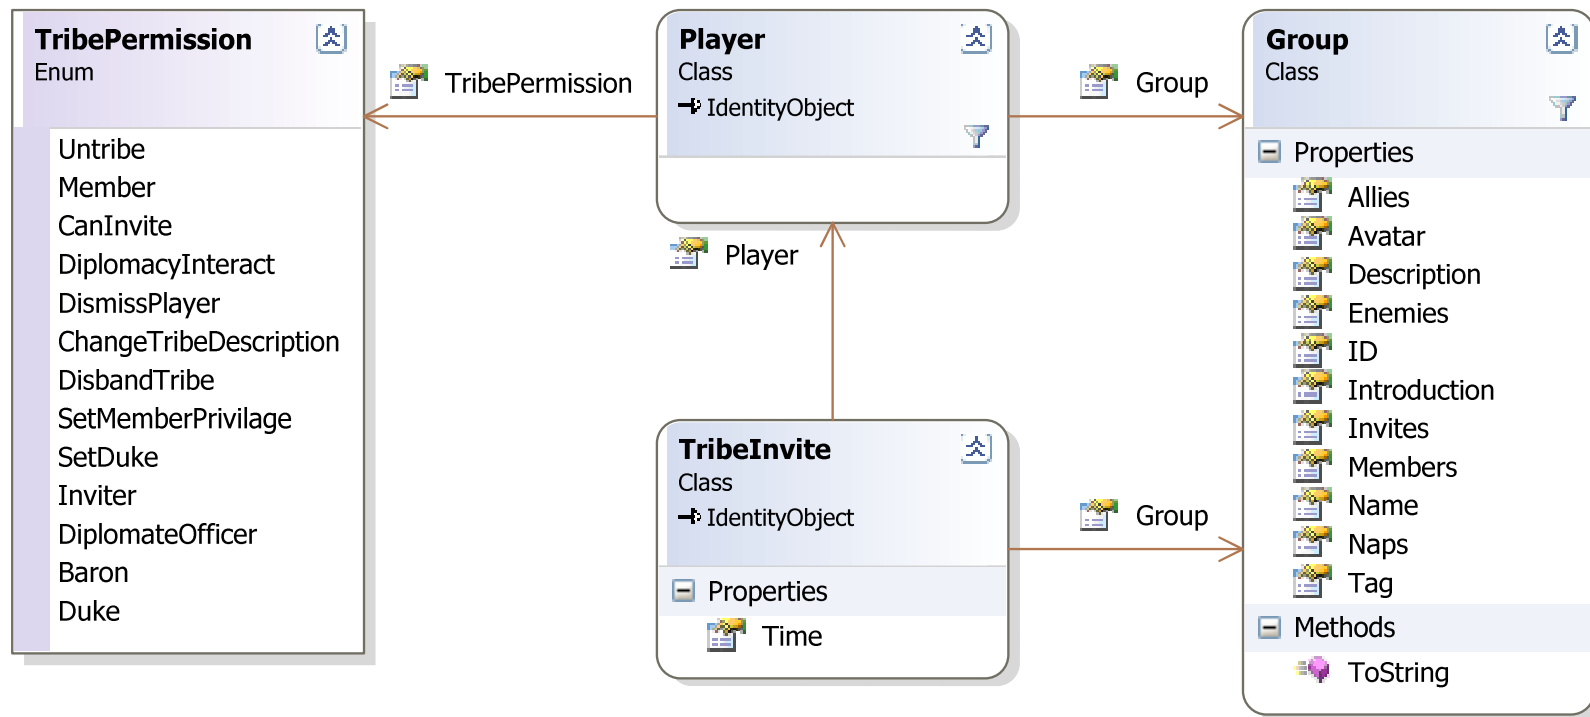 TribePermission
Enum
Untribe
Member
CanInvite
DiplomacyInteract
DismissPlayer
ChangeTribeDescription
DisbandTribe
SetMemberPrivilage
SetDuke
Inviter
DiplomateOfficer
Baron
Duke
TribePermission
Player
Class
IdentityObject
Group
Player
TribeInvite
Class
IdentityObject
Properties
Time
Group
Group
Class
Properties
Allies
Avatar
Description
Enemies
ID
Introduction
Invites
Members
Name
Naps
Tag
Methods
ToString